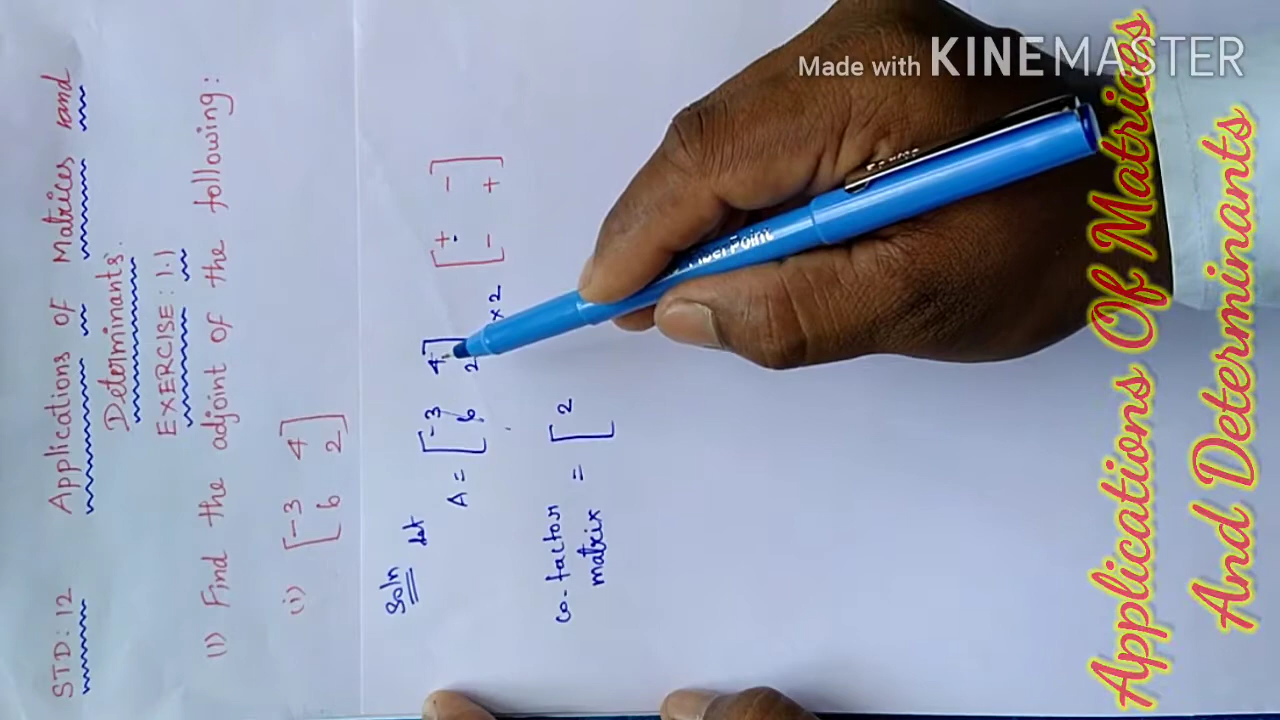 STD: 12 Applications of Matrices and
Determinants:
EXERCISE: 1.1
(1) Find the adjoint of the following:
(i) [-3 4
6 2]
Soln
let
A = [-3 4
6 2] ×2
[+ -
- +]
Co-factor
matrix = [2
FiberPoint
Made with KINEMASTER
Applications Of Matrices
And Determinants